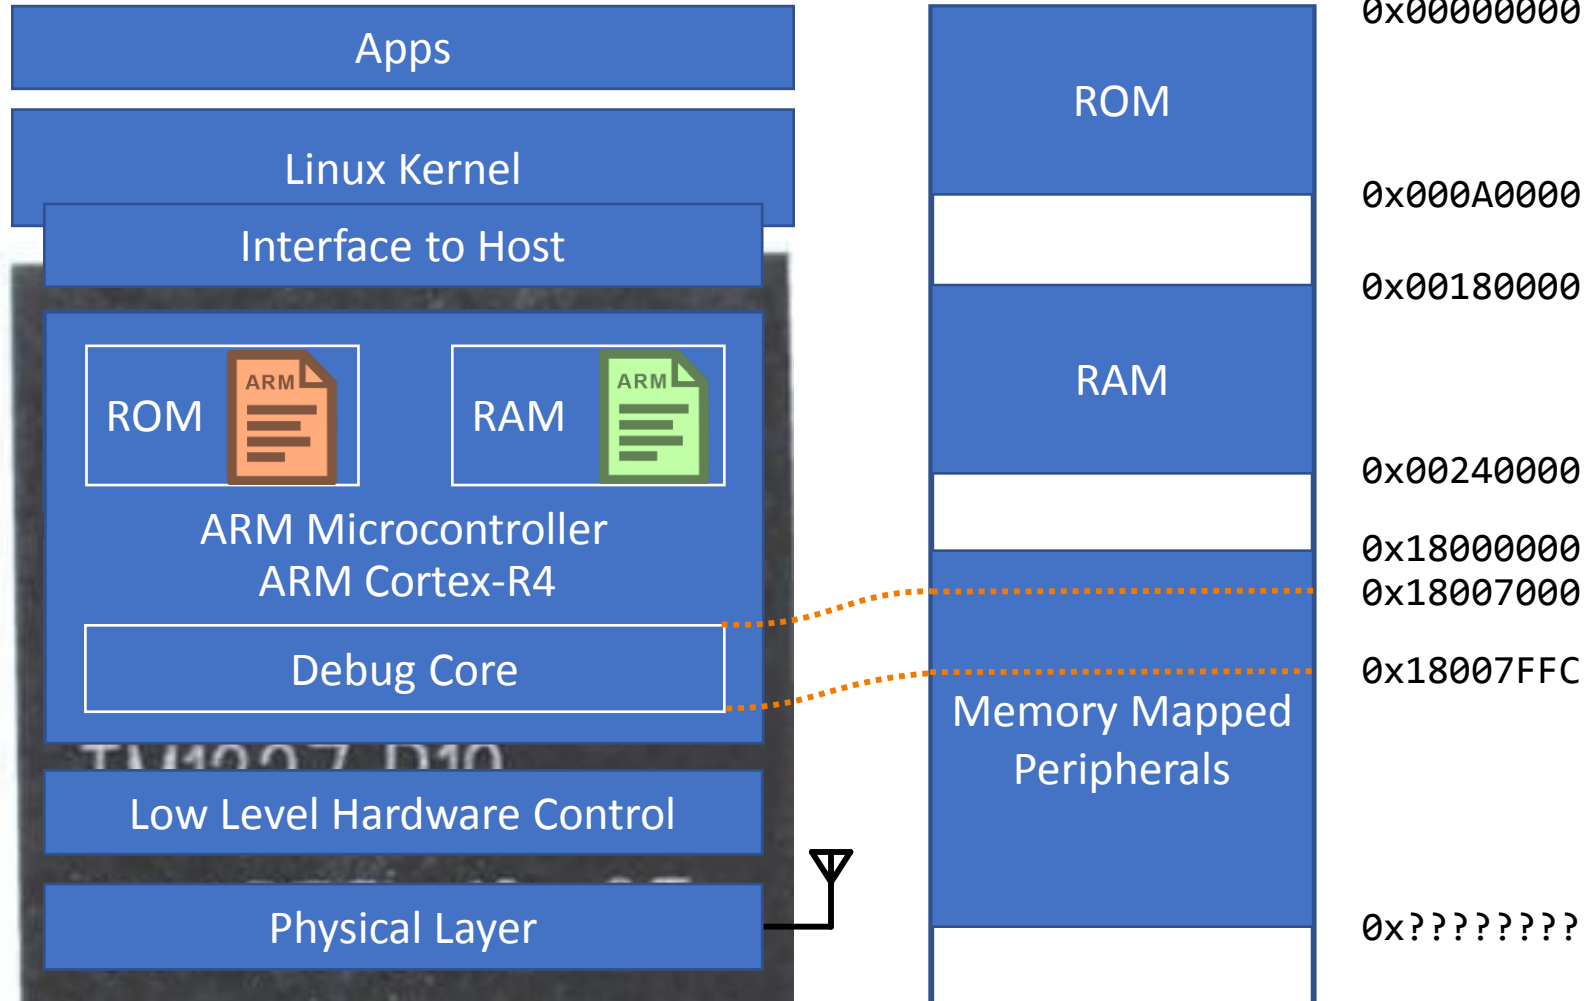 Apps
Linux Kernel
Interface to Host
ROM
ARM
RAM
ARM
ARM Microcontroller
ARM Cortex-R4
Debug Core
Low Level Hardware Control
Physical Layer
ROM
RAM
Memory Mapped
Peripherals
0x00000000
0x000A0000
0x00180000
0x00240000
0x18000000
0x18007000
0x18007FFC
0x????????